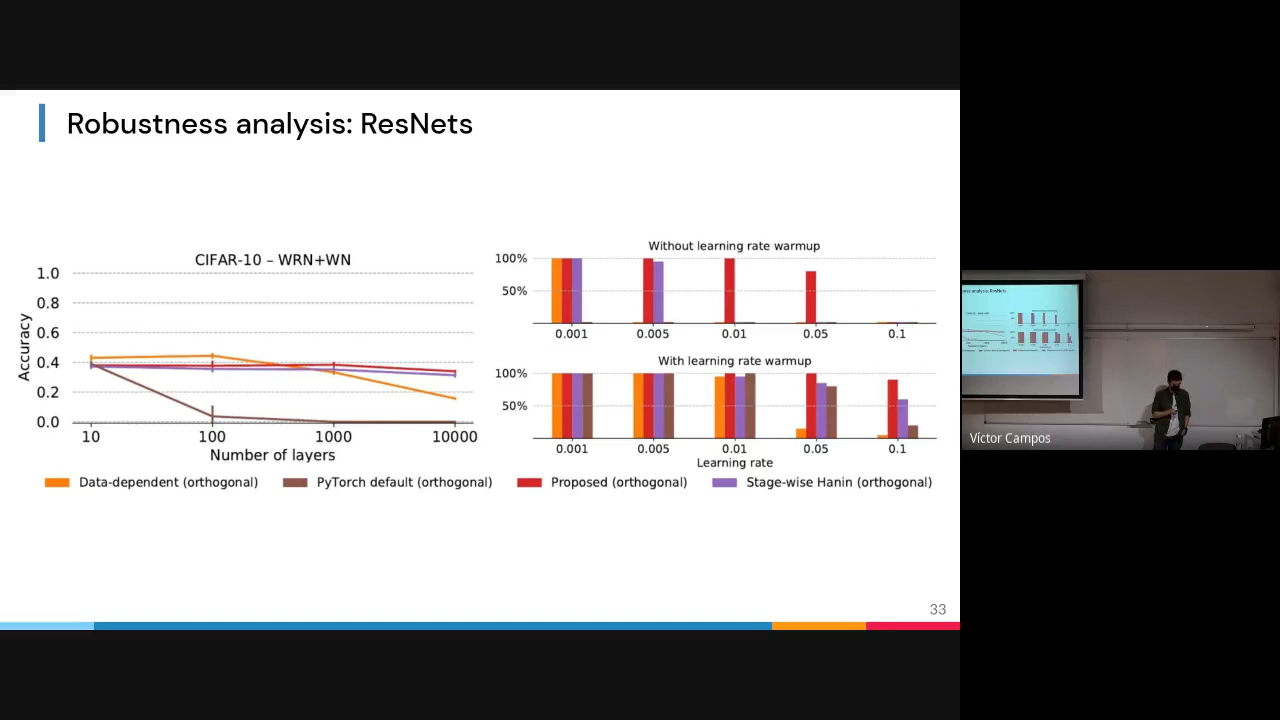 Robustness analysis: ResNets
CIFAR-10 – WRN+WN
1.0
0.8
0.6
0.4
0.2
0.0
Accuracy
10 100 1000 10000
Number of layers
Without learning rate warmup
100%
50%
0.001 0.005 0.01 0.05 0.1
With learning rate warmup
100%
50%
0.001 0.005 0.01 0.05 0.1
Learning rate
Data-dependent (orthogonal) PyTorch default (orthogonal) Proposed (orthogonal) Stage-wise Hanin (orthogonal)
33
Víctor Campos